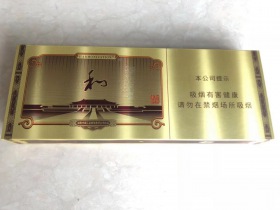 和
本公司提示
吸烟有害健康
请勿在禁烟场所吸烟